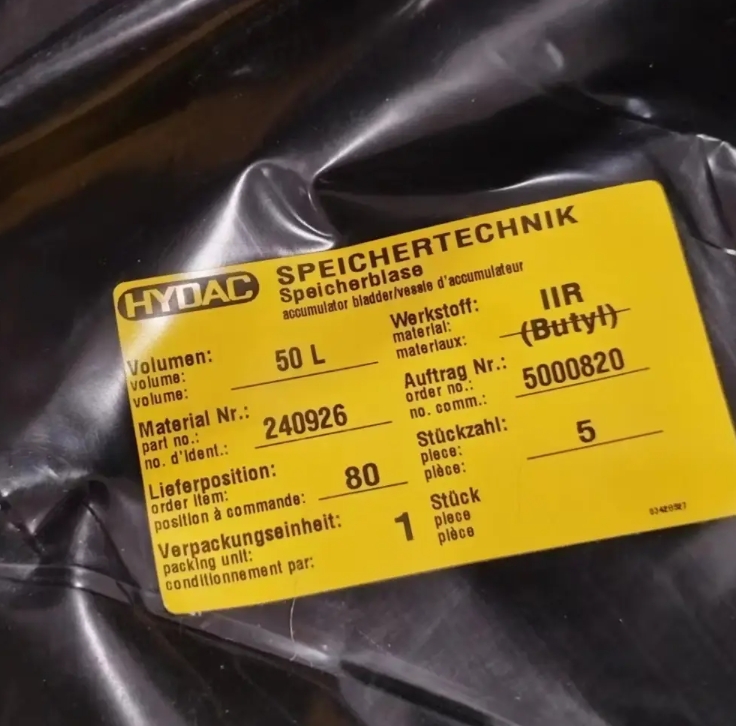 HYDAC
SPEICHERTECHNIK
Speicherblase
accumulator bladder/vessle d'accumulateur
Volumen:
volume:
volume:
50 L
Werkstoff:
material:
materiaux:
IIR
(Butyl)
Material Nr.:
part no.:
no. d'ident.:
240926
Auftrag Nr.:
order no.:
no. comm.:
5000820
Lieferposition:
order item:
position à commande:
80
Stückzahl:
piece:
pièce:
5
Verpackungseinheit:
packing unit:
conditionnement par:
1
Stück
piece
pièce